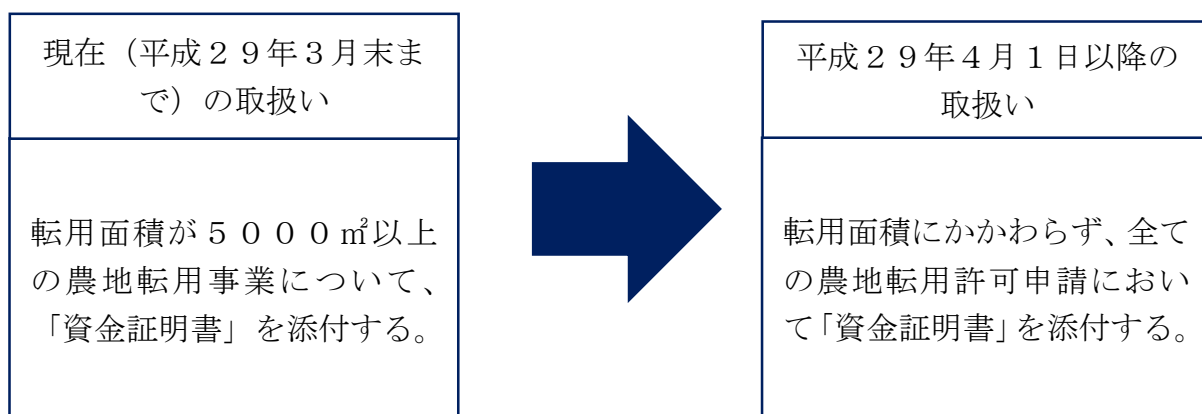 現在（平成２９年３月末ま
で）の取扱い
転用面積が５０００㎡以上
の農地転用事業について、
「資金証明書」を添付する。
平成２９年４月１日以降の
取扱い
転用面積にかかわらず、全て
の農地転用許可申請におい
て「資金証明書」を添付する。